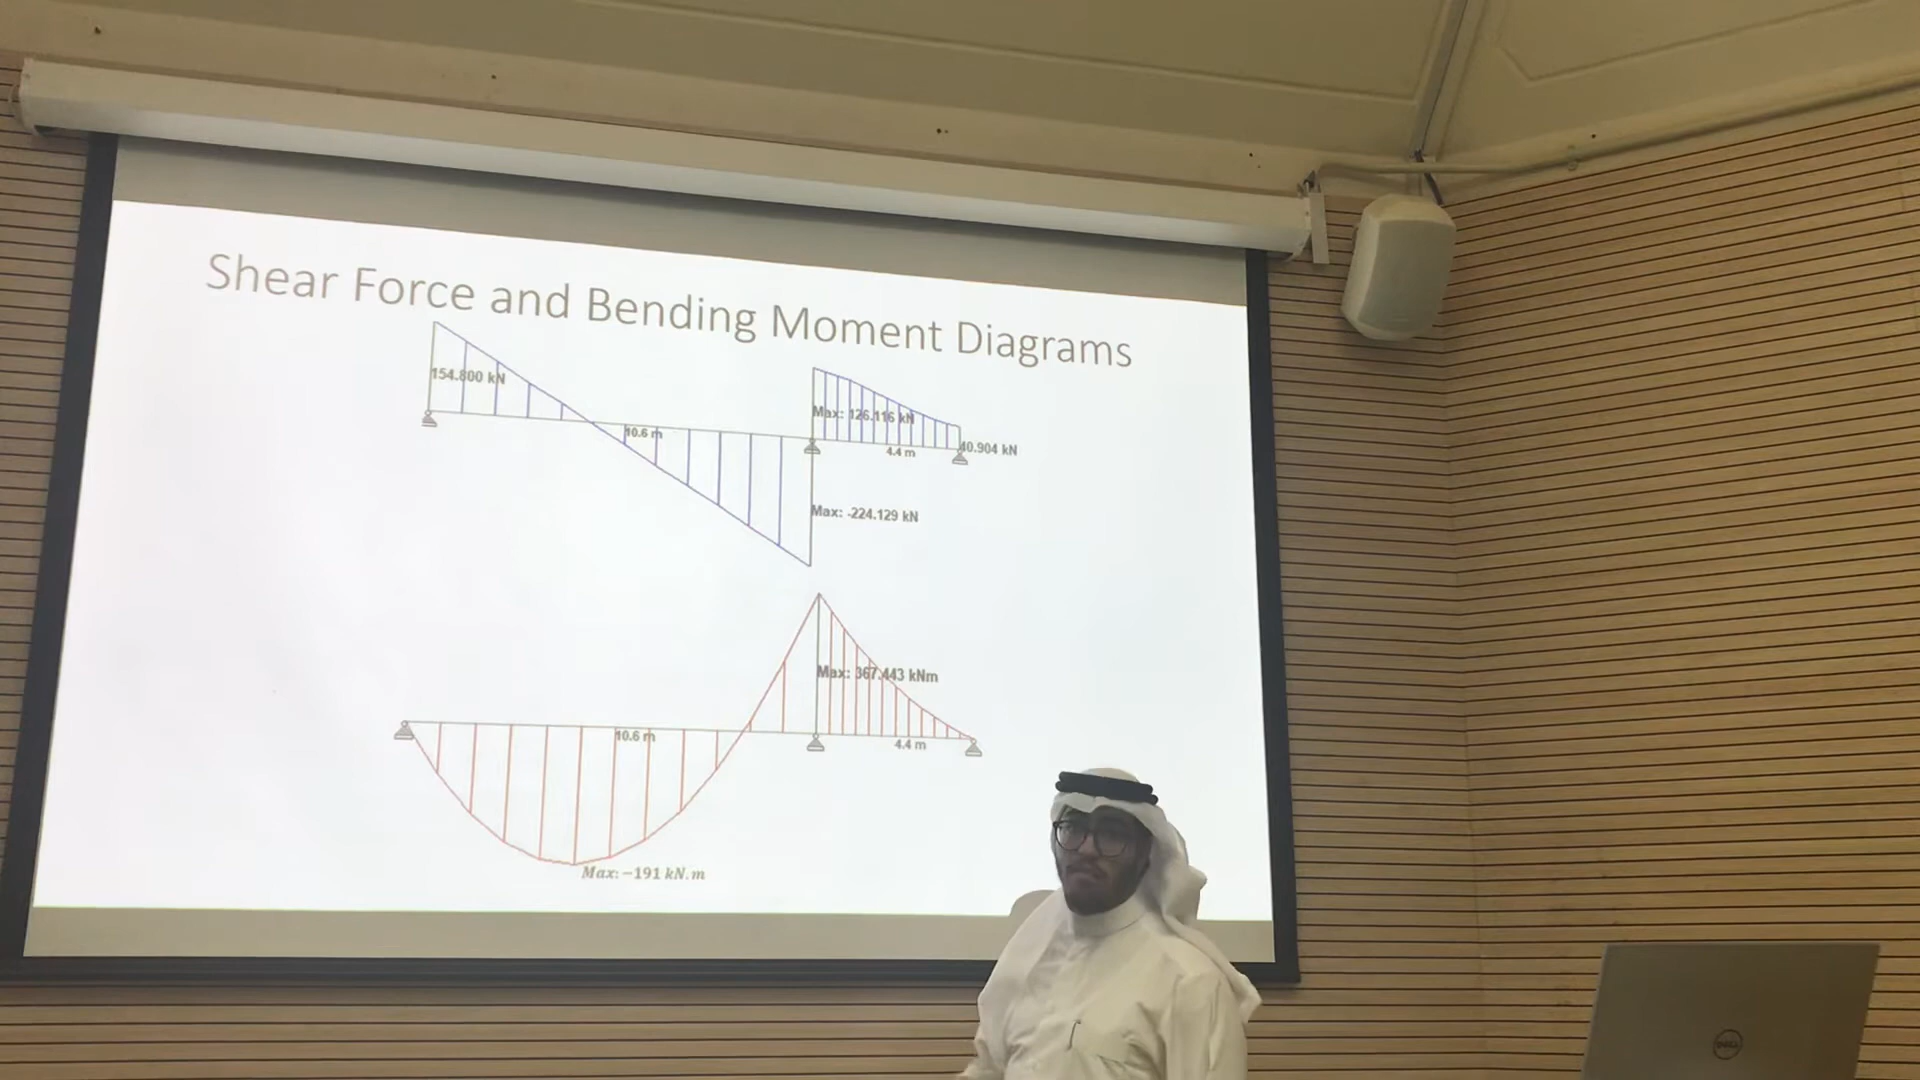 Shear Force and Bending Moment Diagrams
154.800 kN
10.6 m
Max: 126.116 kN
4.4 m
40.904 kN
Max: -224.129 kN
Max: 367.443 kNm
10.6 m
4.4 m
Max: −191 kN.m
DELL